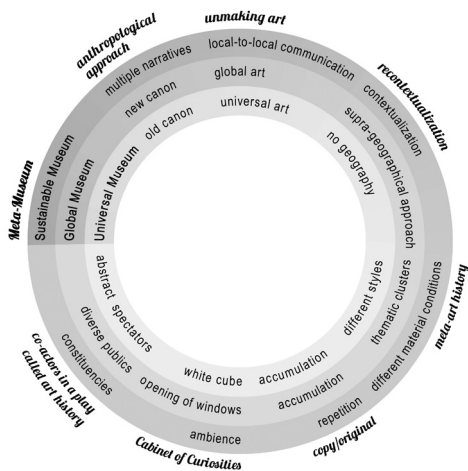 unmaking art
anthropological
approach
recontextualization
Meta-Museum
meta-art history
co-actors in a play
called art history
Cabinet of Curiosities
copy/original
Sustainable Museum
multiple narratives
local-to-local communication
contextualization
different material conditions
repetition
ambience
constituencies
Global Museum
new canon
global art
supra-geographical approach
thematic clusters
accumulation
opening of windows
diverse publics
Universal Museum
old canon
universal art
no geography
different styles
accumulation
white cube
abstract spectators